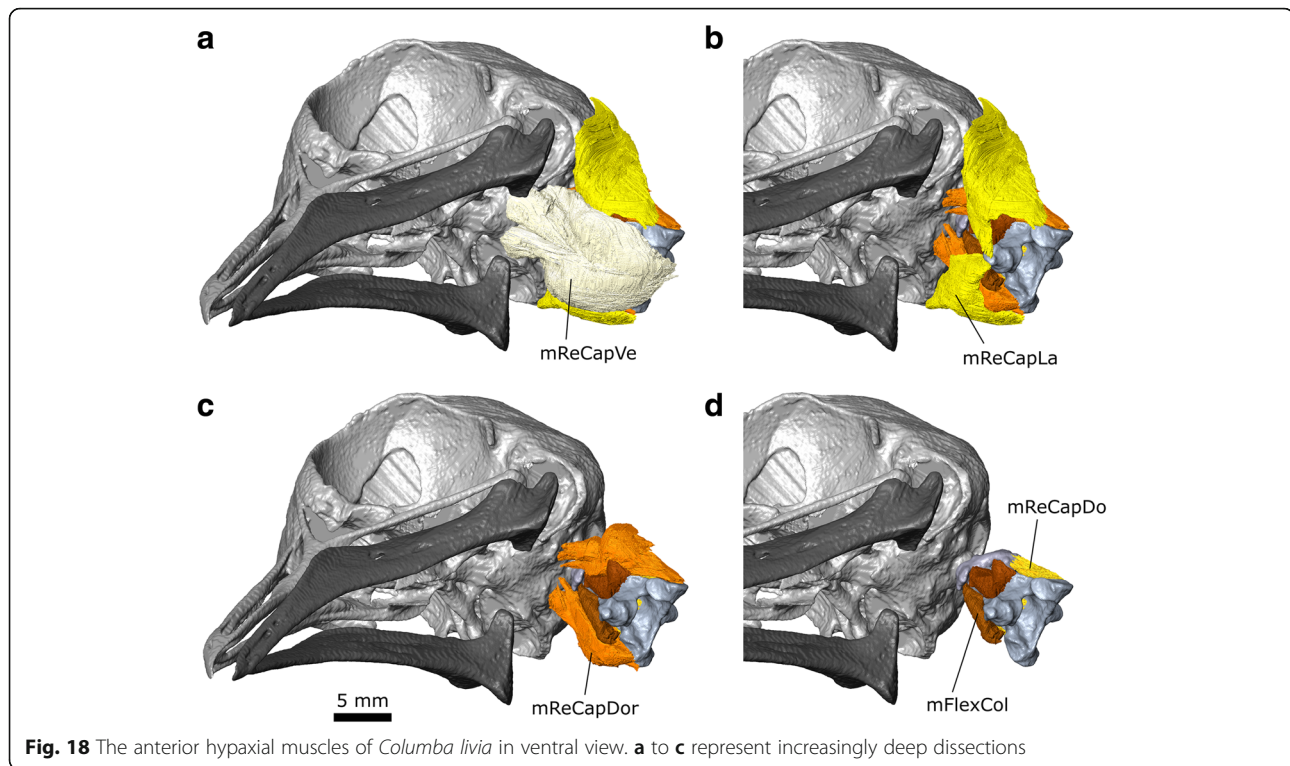 a
b
mReCapVe
mReCapLa
c
d
mReCapDo
5 mm
mReCapDor
mFlexCol
Fig. 18 The anterior hypaxial muscles of Columba livia in ventral view. a to c represent increasingly deep dissections